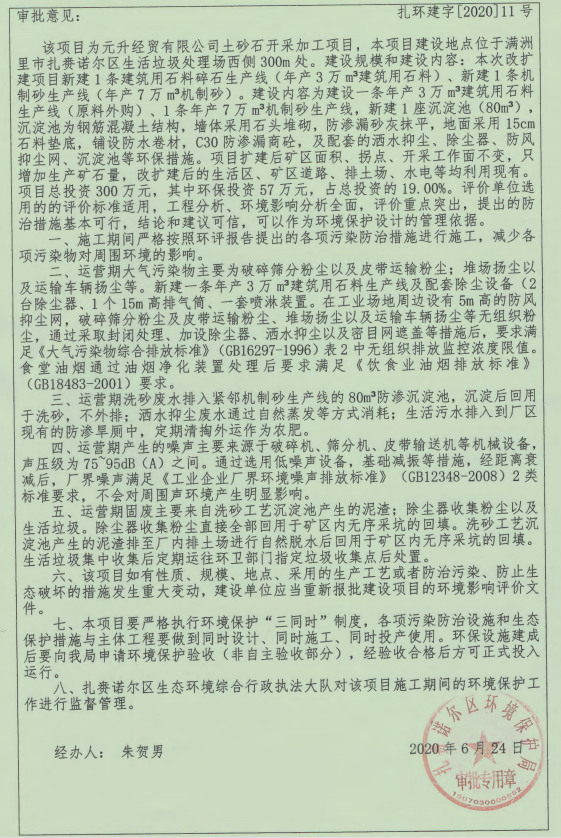 审批意见： 扎环建字[2020]11 号
该项目为元升经贸有限公司土砂石开采加工项目，本项目建设地点位于满洲
里市扎赉诺尔区生活垃圾处理场西侧 300m 处。建设规模和建设内容：本次改扩
建项目新建 1 条建筑用石料碎石生产线（年产 3 万 m³建筑用石料）、新建 1 条机
制砂生产线（年产 7 万 m³机制砂）。建设内容为建设一条年产 3 万 m³建筑用石料
生产线（原料外购）、1 条年产 7 万 m³机制砂生产线，新建 1 座沉淀池（80m³），
沉淀池为钢筋混凝土结构，墙体采用石头堆砌，防渗漏砂灰抹平，地面采用 15cm
石料垫底，铺设防水卷材，C30 防渗漏商砼，及配套的洒水抑尘、除尘器、防风
抑尘网、沉淀池等环保措施。项目扩建后矿区面积、拐点、开采工作面不变，只
增加生产矿石量，改扩建后的生活区、矿区道路、排土场、水电等均利用现有。
项目总投资 300 万元，其中环保投资 57 万元，占总投资的 19.00%。评价单位选
用的的评价标准适用，工程分析、环境影响分析全面，评价重点突出，提出的防
治措施基本可行，结论和建议可信，可以作为环境保护设计的管理依据。
一、施工期间严格按照环评报告提出的各项污染防治措施进行施工，减少各
项污染物对周围环境的影响。
二、运营期大气污染物主要为破碎筛分粉尘以及皮带运输粉尘；堆场扬尘以
及运输车辆扬尘等。新建一条年产 3 万 m³建筑用石料生产线及配套除尘设备（2
台除尘器、1 个 15m 高排气筒、一套喷淋装置。在工业场地周边设有 5m 高的防风
抑尘网，破碎筛分粉尘及皮带运输粉尘、堆场扬尘以及运输车辆扬尘等无组织粉
尘，通过采取封闭处理、加设除尘器、洒水抑尘以及密目网遮盖等措施后，要求满
足《大气污染物综合排放标准》（GB16297-1996）表 2 中无组织排放监控浓度限值。
食堂油烟通过油烟净化装置处理后要求满足《饮食业油烟排放标准》
（GB18483-2001）要求。
三、运营期洗砂废水排入紧邻机制砂生产线的 80m³防渗沉淀池，沉淀后回用
于洗砂，不外排；洒水抑尘废水通过自然蒸发等方式消耗；生活污水排入到厂区
现有的防渗旱厕中，定期清掏外运作为农肥。
四、运营期产生的噪声主要来源于破碎机、筛分机、皮带输送机等机械设备，
声压级为 75~95dB（A）之间。通过选用低噪声设备，基础减振等措施，经距离衰
减后，厂界噪声满足《工业企业厂界环境噪声排放标准》（GB12348-2008）2 类
标准要求，不会对周围声环境产生明显影响。
五、运营期固废主要来自洗砂工艺沉淀池产生的泥渣；除尘器收集粉尘以及
生活垃圾。除尘器收集粉尘直接全部回用于矿区内无序采坑的回填。洗砂工艺沉
淀池产生的泥渣排至厂内排土场进行自然脱水后回用于矿区内无序采坑的回填。
生活垃圾集中收集后定期运往环卫部门指定垃圾收集点后处置。
六、该项目如有性质、规模、地点、采用的生产工艺或者防治污染、防止生
态破坏的措施发生重大变动，建设单位应当重新报批建设项目的环境影响评价文
件。
七、本项目要严格执行环境保护“三同时”制度，各项污染防治设施和生态
保护措施与主体工程要做到同时设计、同时施工、同时投产使用。环保设施建成
后要向我局申请环境保护验收（非自主验收部分），经验收合格后方可正式投入
运行。
八、扎赉诺尔区生态环境综合行政执法大队对该项目施工期间的环境保护工
作进行监督管理。
经办人： 朱贺男 2020 年 6 月 24 日
扎赉诺尔区环境保护局
审批专用章